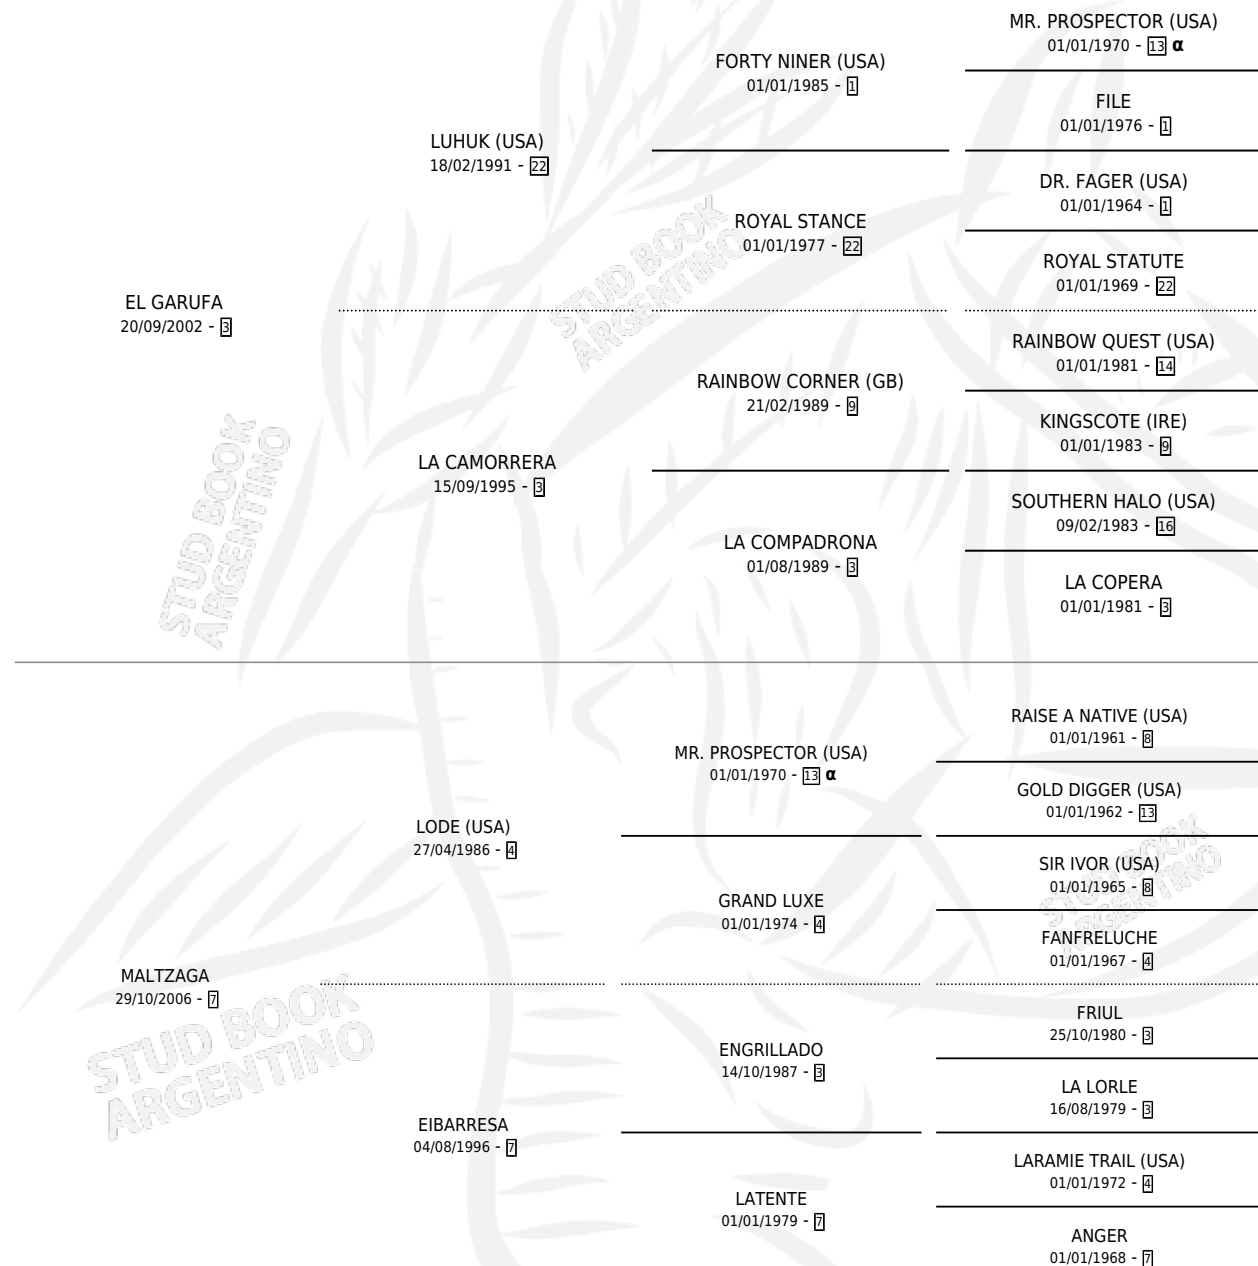 MR. PROSPECTOR (USA)
01/01/1970 - 13 α
FORTY NINER (USA)
01/01/1985 - 1
FILE
01/01/1976 - 1
LUHUK (USA)
18/02/1991 - 22
DR. FAGER (USA)
01/01/1964 - 1
ROYAL STANCE
01/01/1977 - 22
ROYAL STATUTE
01/01/1969 - 22
EL GARUFA
20/09/2002 - 3
RAINBOW QUEST (USA)
01/01/1981 - 14
RAINBOW CORNER (GB)
21/02/1989 - 9
KINGSCOTE (IRE)
01/01/1983 - 9
LA CAMORRERA
15/09/1995 - 3
SOUTHERN HALO (USA)
09/02/1983 - 16
LA COMPADRONA
01/08/1989 - 3
LA COPERA
01/01/1981 - 3
RAISE A NATIVE (USA)
01/01/1961 - 8
MR. PROSPECTOR (USA)
01/01/1970 - 13 α
GOLD DIGGER (USA)
01/01/1962 - 13
LODE (USA)
27/04/1986 - 4
SIR IVOR (USA)
01/01/1965 - 8
GRAND LUXE
01/01/1974 - 4
FANFRELUCHE
01/01/1967 - 4
MALTZAGA
29/10/2006 - 7
FRIUL
25/10/1980 - 3
ENGRILLADO
14/10/1987 - 3
LA LORLE
16/08/1979 - 3
EIBARRESA
04/08/1996 - 7
LARAMIE TRAIL (USA)
01/01/1972 - 4
LATENTE
01/01/1979 - 7
ANGER
01/01/1968 - 7
STUD BOOK
ARGENTINO
STUD BOOK
ARGENTINO
STUD BOOK
ARGENTINO
STUD BOOK
ARGENTINO